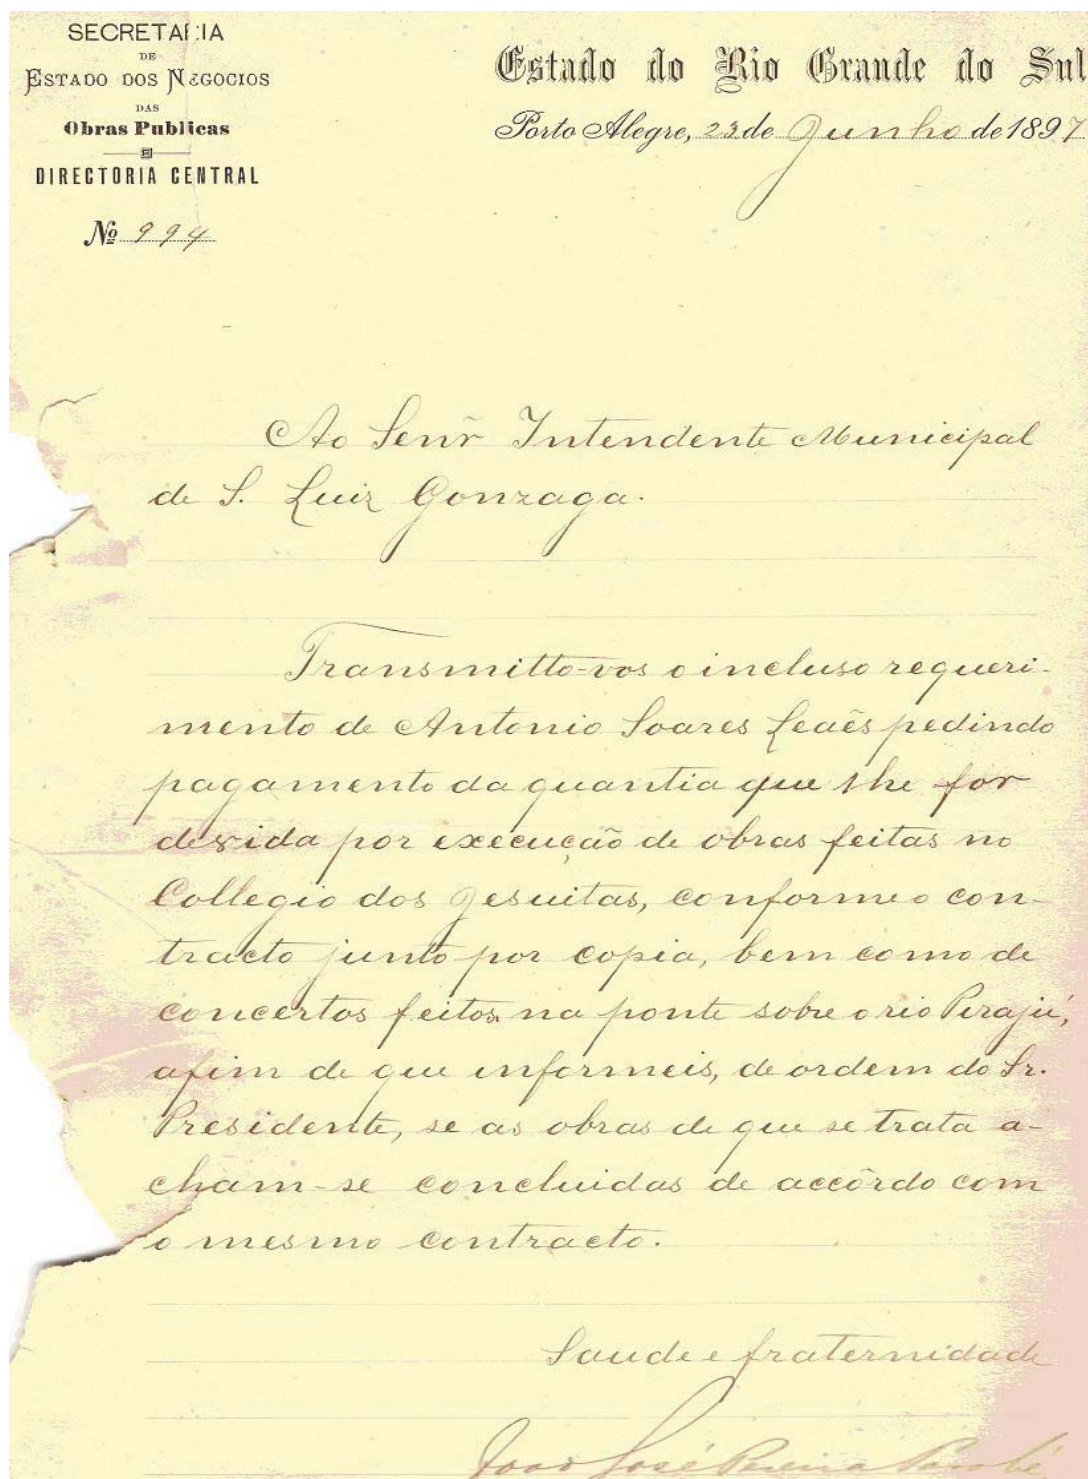 SECRETARIA
DE
ESTADO DOS NEGOCIOS
DAS
Obras Publicas
DIRECTORIA CENTRAL
Nº 994
Estado do Rio Grande do Sul
Porto Alegre, 23 de Junho de 1897
Ao Senr̃ Intendente Municipal
de S. Luiz Gonzaga.
Transmitto-vos o incluso requeri-
mento de Antonio Soares Leaẽs pedindo
pagamento da quantia que lhe for
devida por execução de obras feitas no
Collegio dos Jesuitas, conforme o con-
tracto junto por copia, bem como de
concertos feitos na ponte sobre o rio Pirajú,
afim de que informeis, de ordem do Sr.
Presidente, se as obras de que se trata a-
cham-se concluidas de accôrdo com
o mesmo contracto.
Saude e fraternidade
João José Pereira Parobé